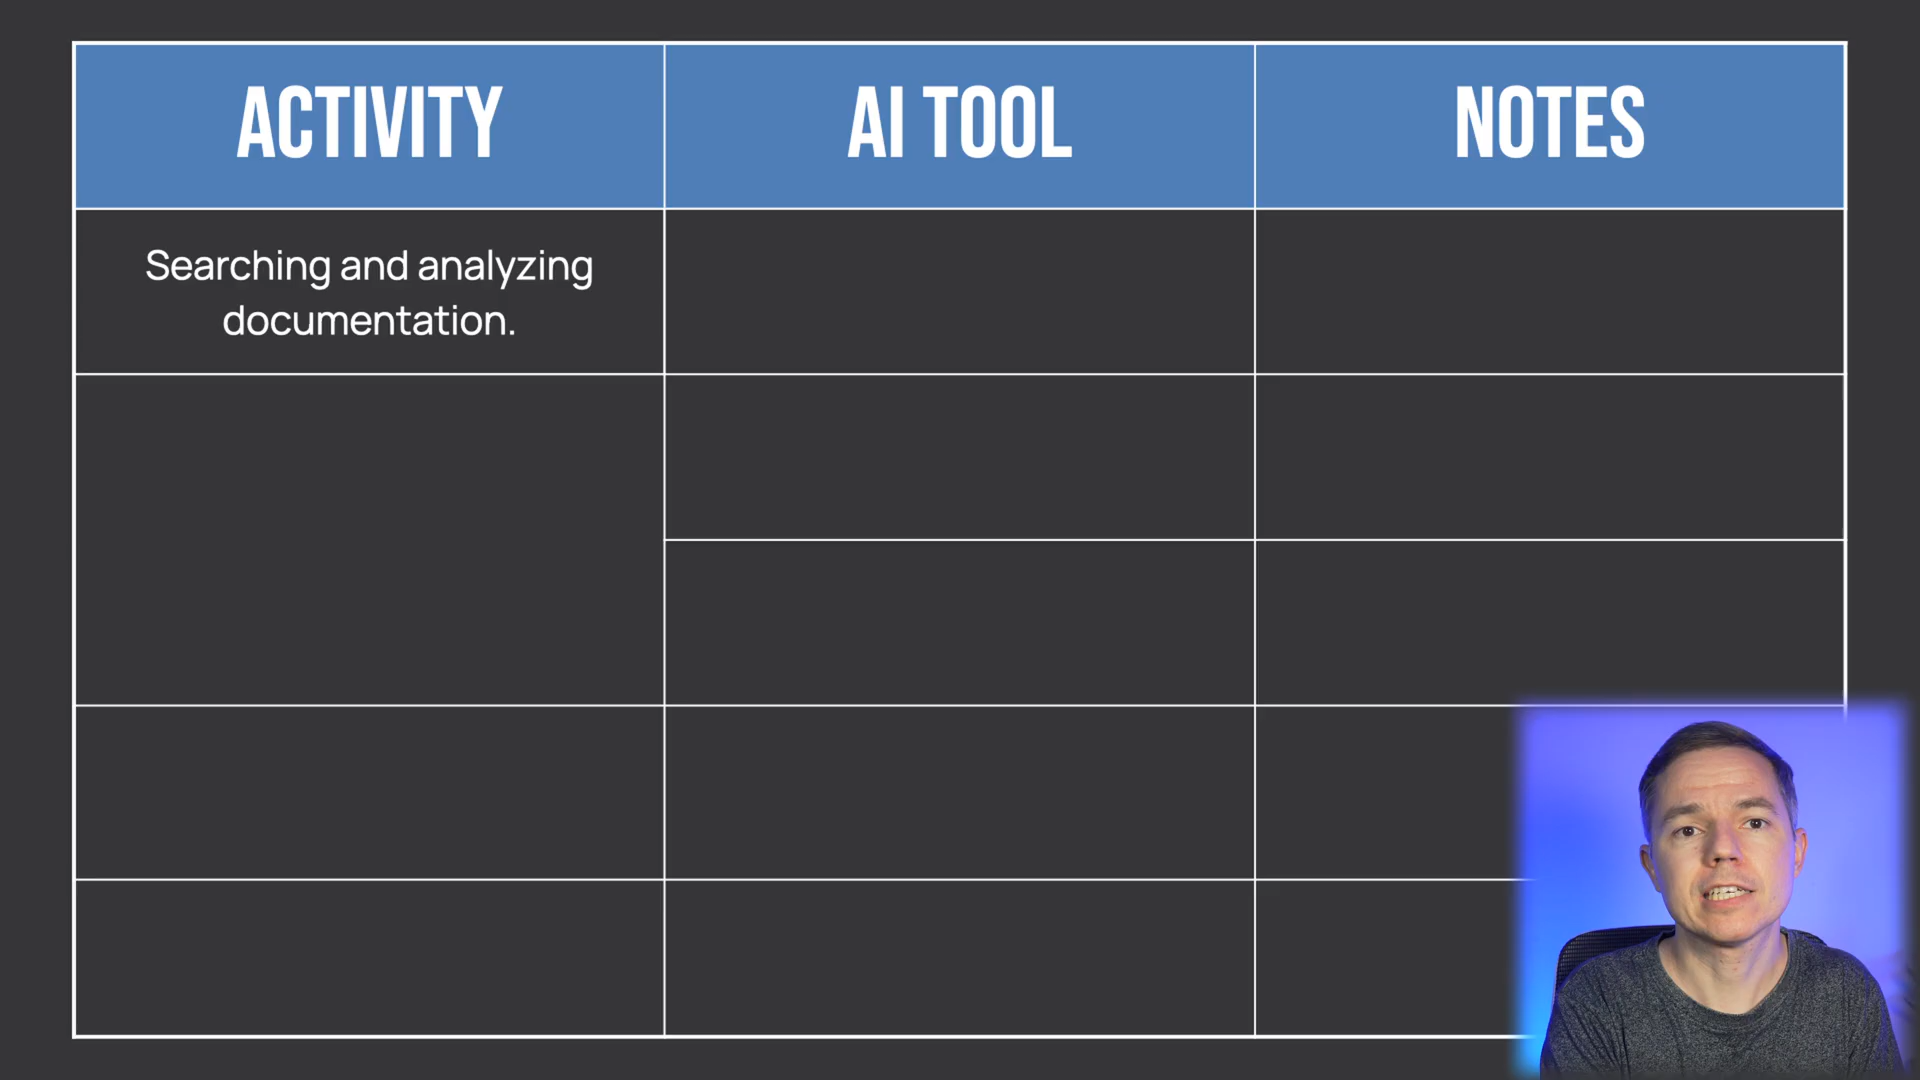 ACTIVITY
AI TOOL
NOTES
Searching and analyzing
documentation.